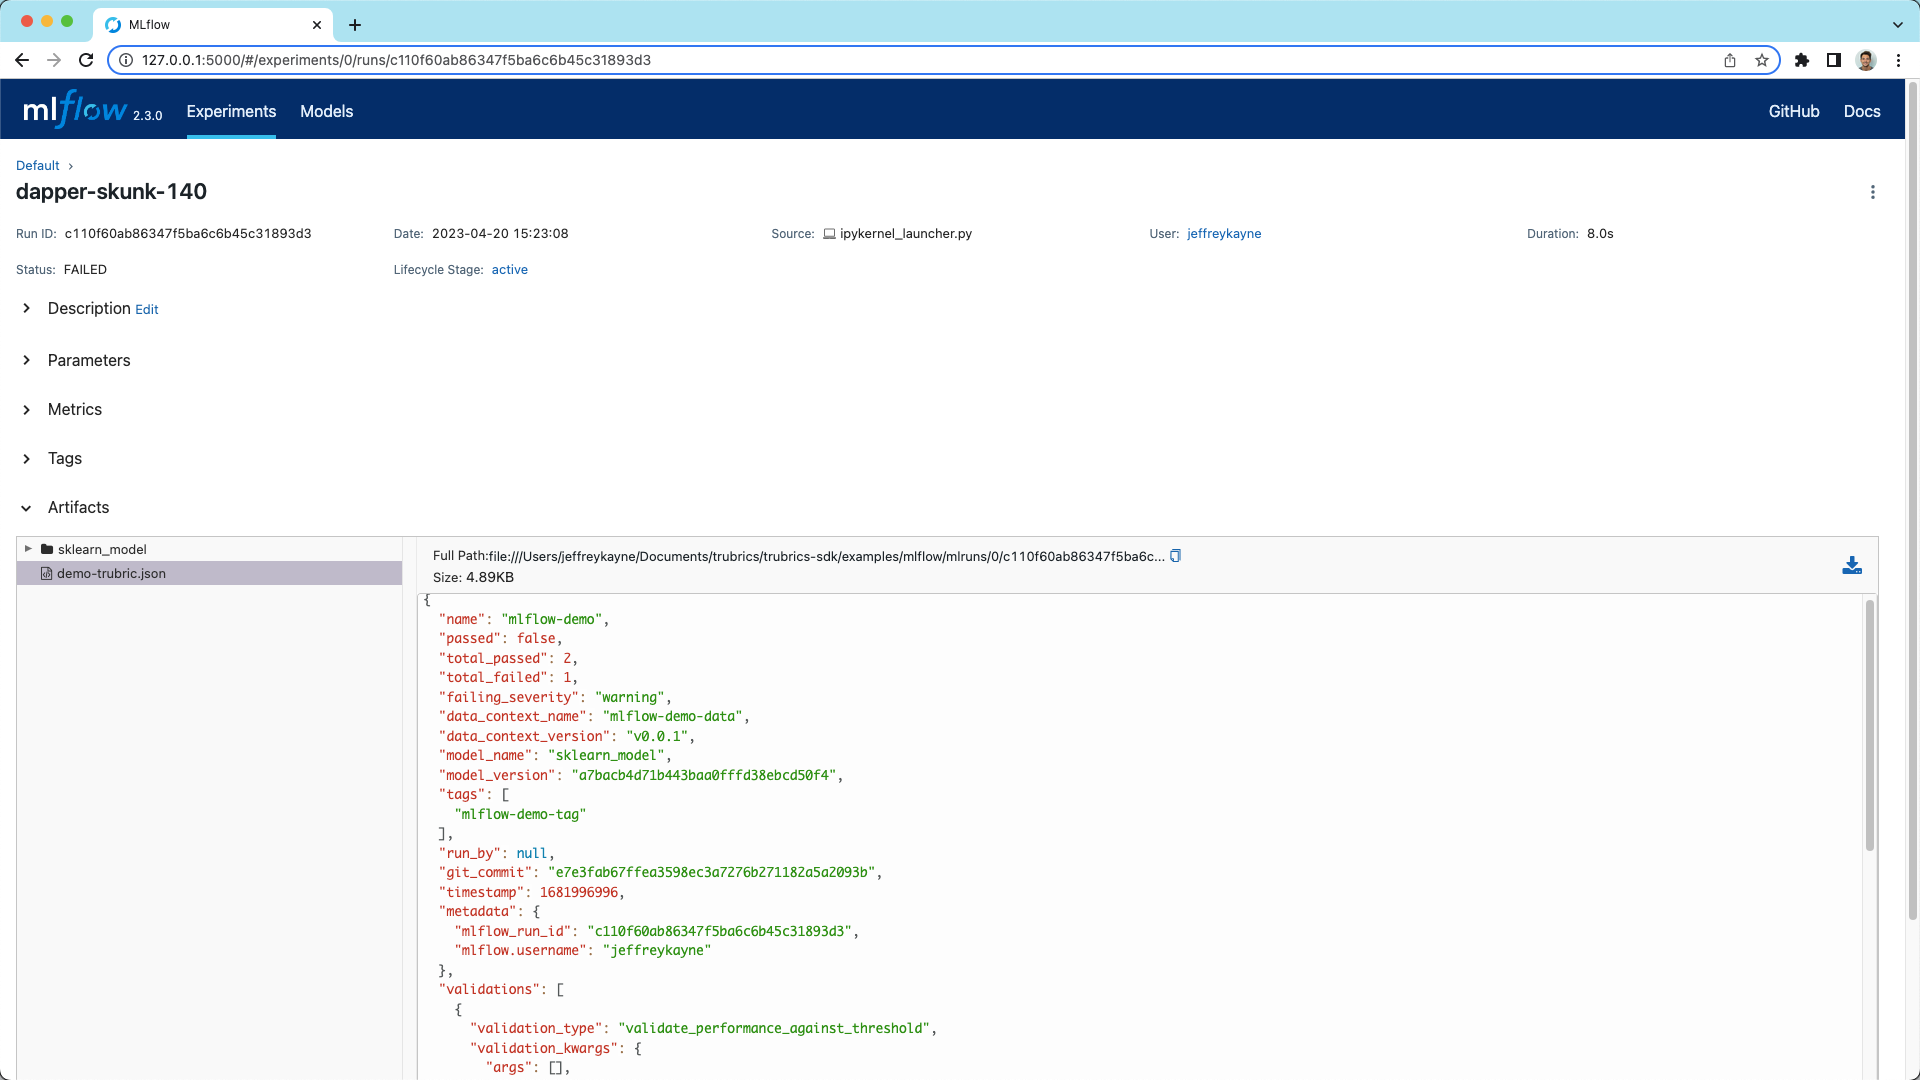 MLflow
127.0.0.1:5000/#/experiments/0/runs/c110f60ab86347f5ba6c6b45c31893d3
mlflow 2.3.0 Experiments Models GitHub Docs
Default
dapper-skunk-140
Run ID: c110f60ab86347f5ba6c6b45c31893d3 Date: 2023-04-20 15:23:08 Source: ipykernel_launcher.py User: jeffreykayne Duration: 8.0s
Status: FAILED Lifecycle Stage: active
Description Edit
Parameters
Metrics
Tags
Artifacts
sklearn_model
demo-trubric.json
Full Path:file:///Users/jeffreykayne/Documents/trubrics/trubrics-sdk/examples/mlflow/mlruns/0/c110f60ab86347f5ba6c...
Size: 4.89KB
{
"name": "mlflow-demo",
"passed": false,
"total_passed": 2,
"total_failed": 1,
"failing_severity": "warning",
"data_context_name": "mlflow-demo-data",
"data_context_version": "v0.0.1",
"model_name": "sklearn_model",
"model_version": "a7bacb4d71b443baa0fffd38ebcd50f4",
"tags": [
"mlflow-demo-tag"
],
"run_by": null,
"git_commit": "e7e3fab67ffea3598ec3a7276b271182a5a2093b",
"timestamp": 1681996996,
"metadata": {
"mlflow_run_id": "c110f60ab86347f5ba6c6b45c31893d3",
"mlflow.username": "jeffreykayne"
},
"validations": [
{
"validation_type": "validate_performance_against_threshold",
"validation_kwargs": {
"args": [],